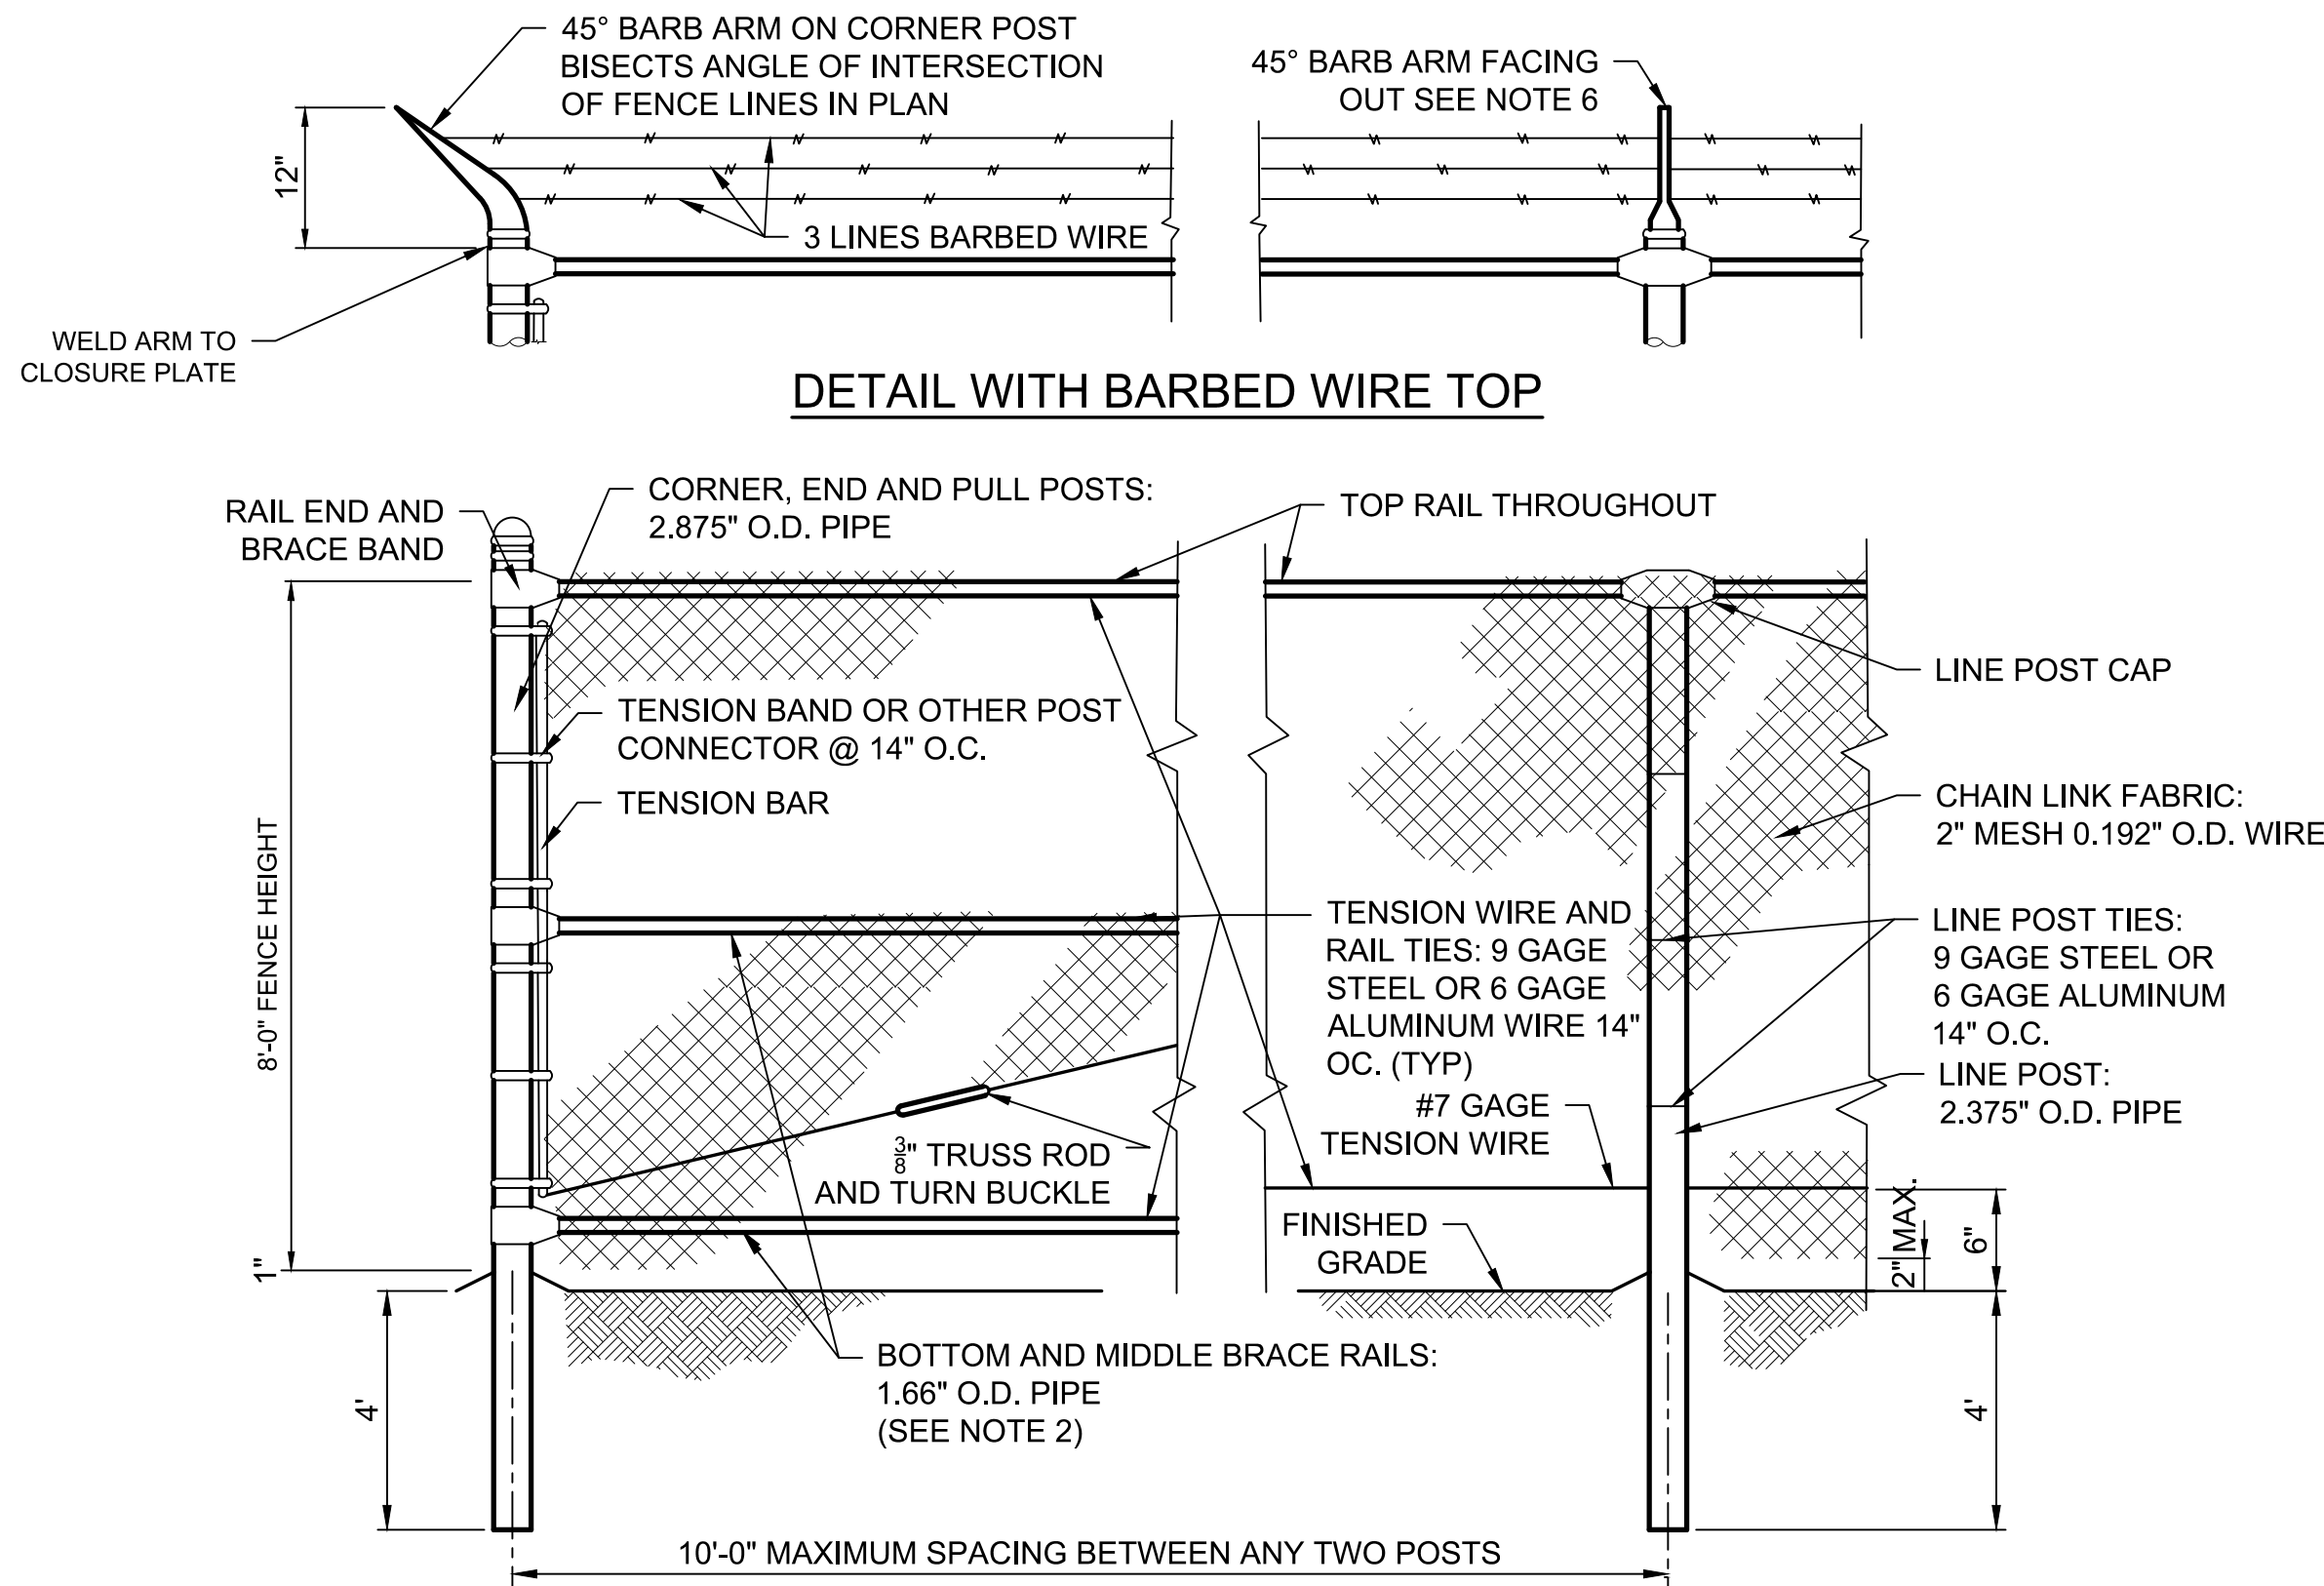 45° BARB ARM ON CORNER POST
BISECTS ANGLE OF INTERSECTION
OF FENCE LINES IN PLAN
45° BARB ARM FACING
OUT SEE NOTE 6
12"
3 LINES BARBED WIRE
WELD ARM TO
CLOSURE PLATE
DETAIL WITH BARBED WIRE TOP
RAIL END AND
BRACE BAND
CORNER, END AND PULL POSTS:
2.875" O.D. PIPE
TOP RAIL THROUGHOUT
LINE POST CAP
TENSION BAND OR OTHER POST
CONNECTOR @ 14" O.C.
TENSION BAR
CHAIN LINK FABRIC:
2" MESH 0.192" O.D. WIRE
8'-0" FENCE HEIGHT
TENSION WIRE AND
RAIL TIES: 9 GAGE
STEEL OR 6 GAGE
ALUMINUM WIRE 14"
OC. (TYP)
LINE POST TIES:
9 GAGE STEEL OR
6 GAGE ALUMINUM
14" O.C.
LINE POST:
2.375" O.D. PIPE
#7 GAGE
TENSION WIRE
3/8" TRUSS ROD
AND TURN BUCKLE
FINISHED
GRADE
2" MAX.
6"
1"
4'
BOTTOM AND MIDDLE BRACE RAILS:
1.66" O.D. PIPE
(SEE NOTE 2)
4'
10'-0" MAXIMUM SPACING BETWEEN ANY TWO POSTS